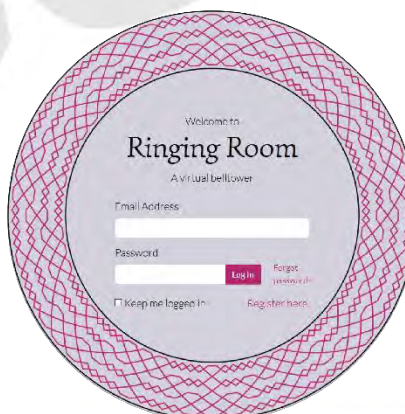 Welcome to
Ringing Room
A virtual belltower
Email Address:
Password:
Log In
Forgot
password?
Keep me logged in
Register here.